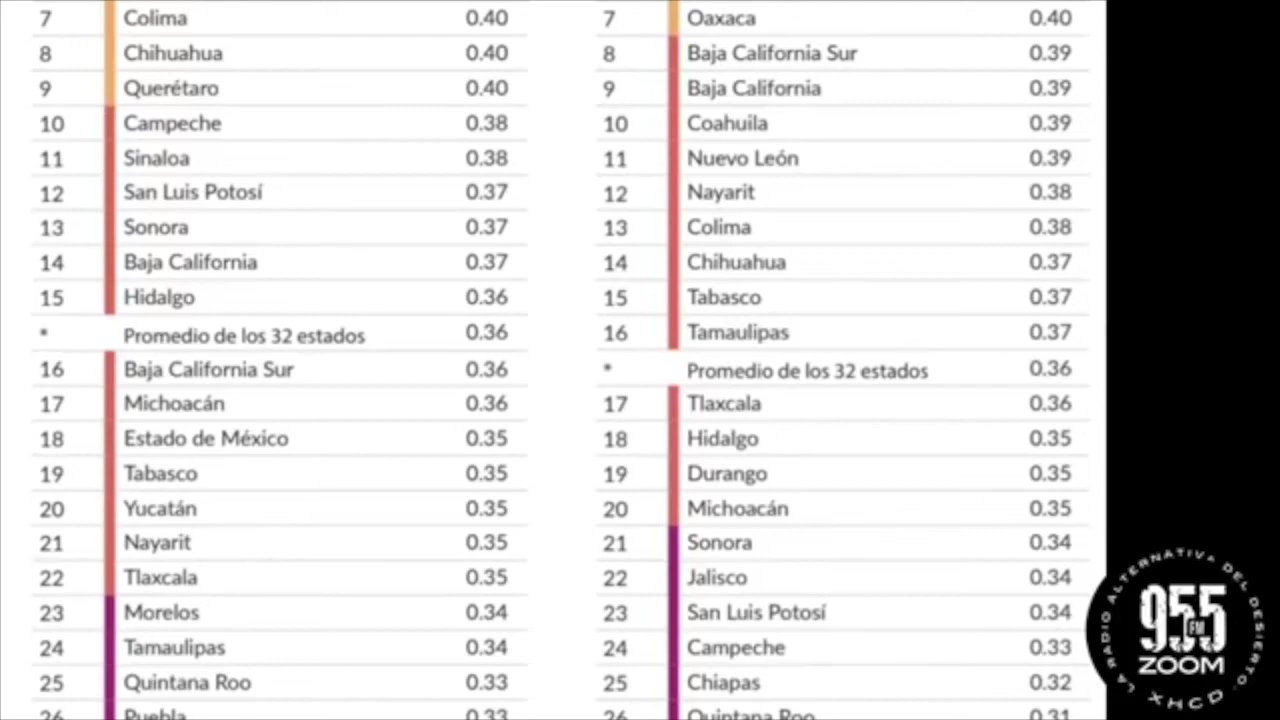 7 Colima 0.40
8 Chihuahua 0.40
9 Querétaro 0.40
10 Campeche 0.38
11 Sinaloa 0.38
12 San Luis Potosí 0.37
13 Sonora 0.37
14 Baja California 0.37
15 Hidalgo 0.36
* Promedio de los 32 estados 0.36
16 Baja California Sur 0.36
17 Michoacán 0.36
18 Estado de México 0.35
19 Tabasco 0.35
20 Yucatán 0.35
21 Nayarit 0.35
22 Tlaxcala 0.35
23 Morelos 0.34
24 Tamaulipas 0.34
25 Quintana Roo 0.33
26 Puebla 0.33
7 Oaxaca 0.40
8 Baja California Sur 0.39
9 Baja California 0.39
10 Coahuila 0.39
11 Nuevo León 0.39
12 Nayarit 0.38
13 Colima 0.38
14 Chihuahua 0.37
15 Tabasco 0.37
16 Tamaulipas 0.37
* Promedio de los 32 estados 0.36
17 Tlaxcala 0.36
18 Hidalgo 0.35
19 Durango 0.35
20 Michoacán 0.35
21 Sonora 0.34
22 Jalisco 0.34
23 San Luis Potosí 0.34
24 Campeche 0.33
25 Chiapas 0.32
26 Quintana Roo 0.31
LA RADIO ALTERNATIVA DEL DESIERTO
95.5
FM
ZOOM
XHCD